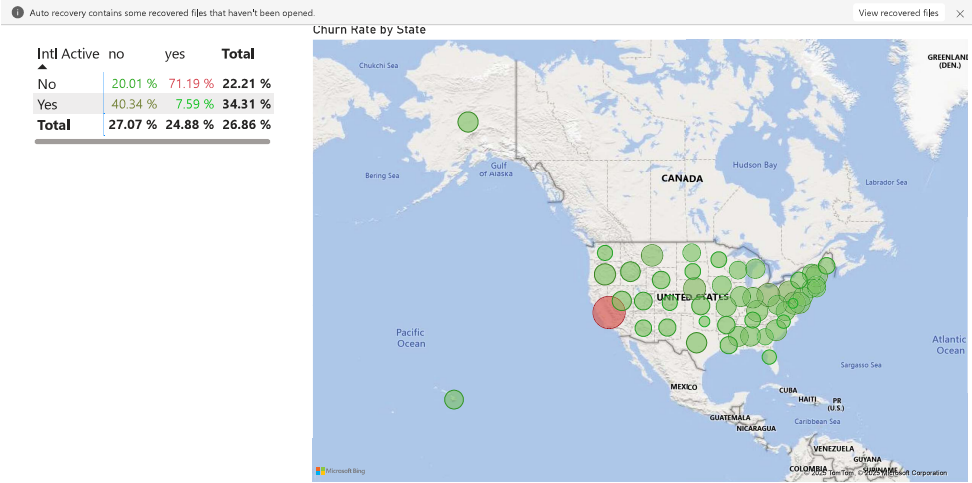 Auto recovery contains some recovered files that haven't been opened.
View recovered files
Churn Rate by State
Intl Active no yes Total
No 20.01 % 71.19 % 22.21 %
Yes 40.34 % 7.59 % 34.31 %
Total 27.07 % 24.88 % 26.86 %
GREENLAND
(DEN.)
Chukchi Sea
Bering Sea
Gulf
of Alaska
Hudson Bay
CANADA
Labrador Sea
UNITED STATES
Pacific
Ocean
Atlantic
Ocean
Sargasso Sea
MEXICO
CUBA
HAITI
PR
(U.S.)
GUATEMALA
Caribbean Sea
NICARAGUA
VENEZUELA
GUYANA
COLOMBIA
SURINAME
Microsoft Bing
© 2025 TomTom, © 2025 Microsoft Corporation